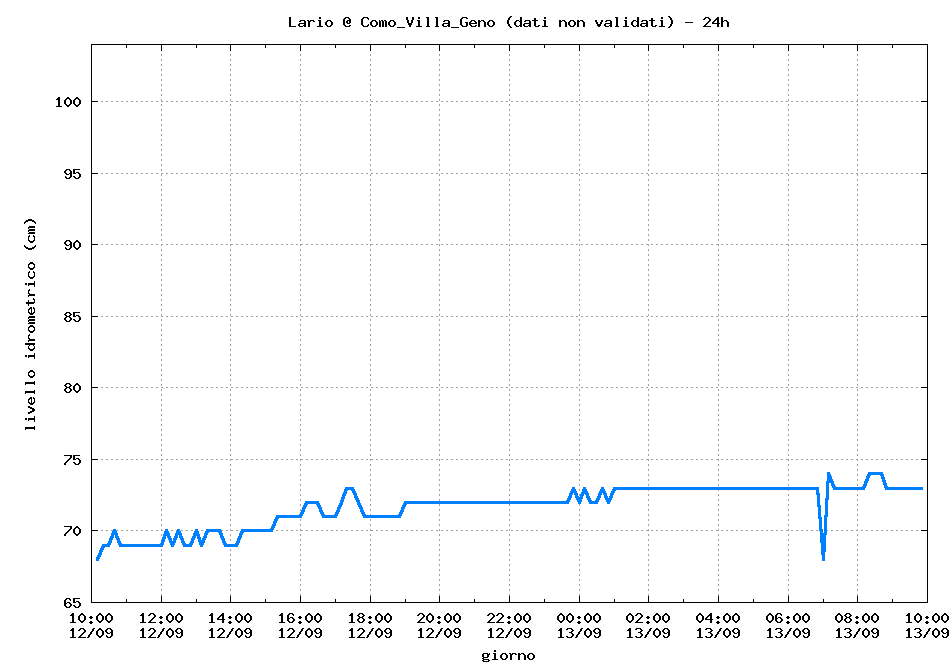 Lario @ Como_Villa_Geno (dati non validati) - 24h
livello idrometrico (cm)
100
95
90
85
80
75
70
65
10:00 12:00 14:00 16:00 18:00 20:00 22:00 00:00 02:00 04:00 06:00 08:00 10:00
12/09 12/09 12/09 12/09 12/09 12/09 12/09 13/09 13/09 13/09 13/09 13/09 13/09
giorno